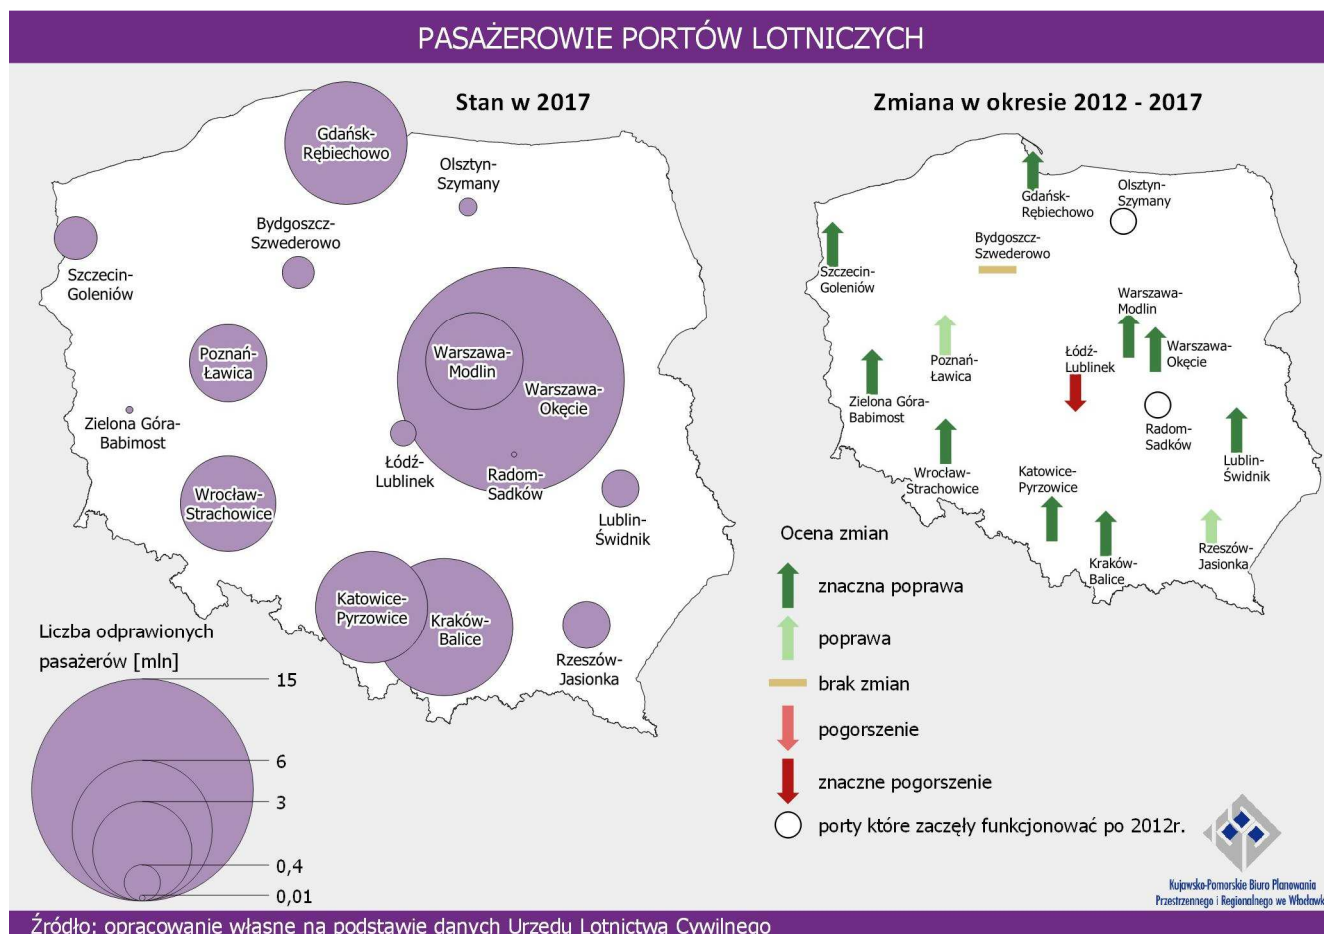 PASAŻEROWIE PORTÓW LOTNICZYCH
Stan w 2017
Gdańsk-
Rębiechowo
Olsztyn-
Szymany
Bydgoszcz-
Szwederowo
Szczecin-
Goleniów
Poznań-
Ławica
Warszawa-
Modlin
Warszawa-
Okęcie
Zielona Góra-
Babimost
Łódź-
Lublinek
Radom-
Sadków
Wrocław-
Strachowice
Lublin-
Świdnik
Katowice-
Pyrzowice
Kraków-
Balice
Rzeszów-
Jasionka
Liczba odprawionych
pasażerów [mln]
15
6
3
0,4
0,01
Zmiana w okresie 2012 - 2017
Gdańsk-
Rębiechowo
Olsztyn-
Szymany
Bydgoszcz-
Szwederowo
Szczecin-
Goleniów
Warszawa-
Modlin
Poznań-
Ławica
Łódź-
Lublinek
Warszawa-
Okęcie
Zielona Góra-
Babimost
Radom-
Sadków
Wrocław-
Strachowice
Katowice-
Pyrzowice
Lublin-
Świdnik
Kraków-
Balice
Rzeszów-
Jasionka
Ocena zmian
znaczna poprawa
poprawa
brak zmian
pogorszenie
znaczne pogorszenie
porty które zaczęły funkcjonować po 2012r.
Kujawsko-Pomorskie Biuro Planowania
Przestrzennego i Regionalnego we Włocławk
Źródło: opracowanie własne na podstawie danych Urzędu Lotnictwa Cywilnego